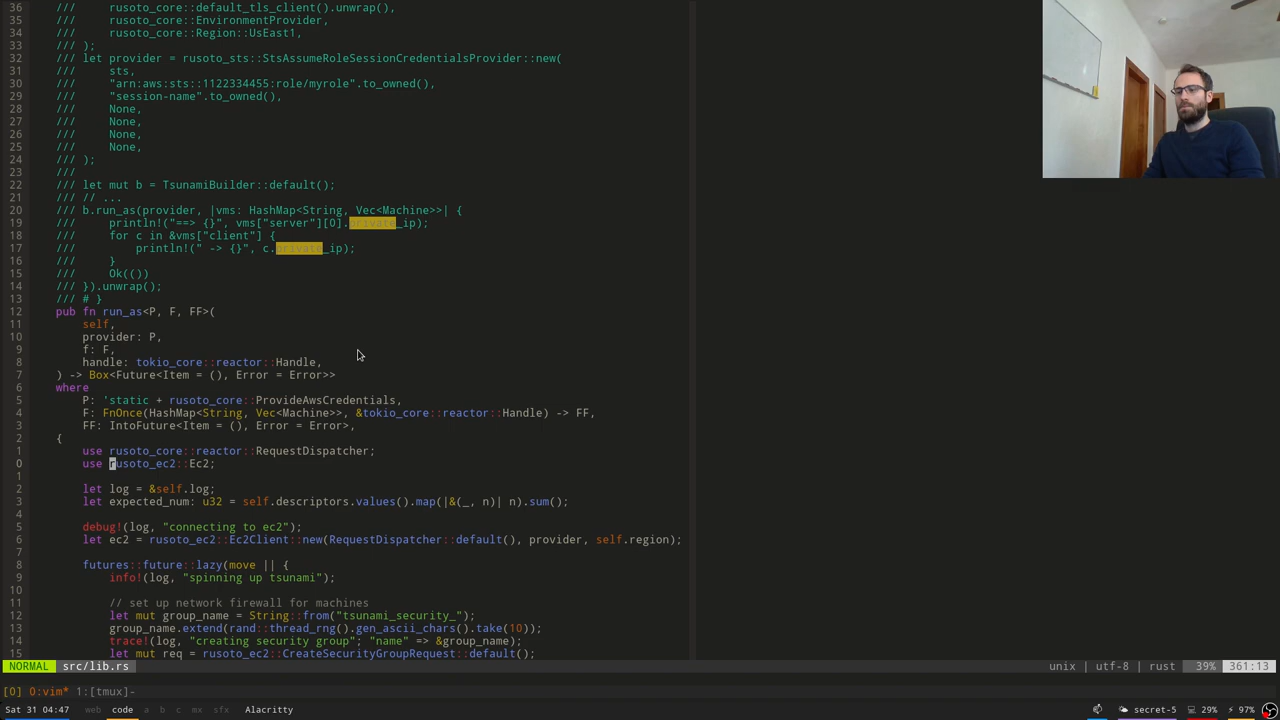 36    ///     rusoto_core::default_tls_client().unwrap(),
35    ///     rusoto_core::EnvironmentProvider,
34    ///     rusoto_core::Region::UsEast1,
33    /// );
32    /// let provider = rusoto_sts::StsAssumeRoleSessionCredentialsProvider::new(
31    ///     sts,
30    ///     "arn:aws:sts::1122334455:role/myrole".to_owned(),
29    ///     "session-name".to_owned(),
28    ///     None,
27    ///     None,
26    ///     None,
25    ///     None,
24    /// );
23    ///
22    /// let mut b = TsunamiBuilder::default();
21    /// // ...
20    /// b.run_as(provider, |vms: HashMap<String, Vec<Machine>>| {
19    ///     println!("==> {}", vms["server"][0].private_ip);
18    ///     for c in &vms["client"] {
17    ///         println!(" -> {}", c.private_ip);
16    ///     }
15    ///     Ok(())
14    /// }).unwrap();
13    /// # }
12    pub fn run_as<P, F, FF>(
11        self,
10        provider: P,
9        f: F,
8        handle: tokio_core::reactor::Handle,
7    ) -> Box<Future<Item = (), Error = Error>>
6    where
5        P: 'static + rusoto_core::ProvideAwsCredentials,
4        F: FnOnce(HashMap<String, Vec<Machine>>, &tokio_core::reactor::Handle) -> FF,
3        FF: IntoFuture<Item = (), Error = Error>,
2    {
1        use rusoto_core::reactor::RequestDispatcher;
0        use rusoto_ec2::Ec2;
1
2        let log = &self.log;
3        let expected_num: u32 = self.descriptors.values().map(|&(_, n)| n).sum();
4
5        debug!(log, "connecting to ec2");
6        let ec2 = rusoto_ec2::Ec2Client::new(RequestDispatcher::default(), provider, self.region);
7
8        futures::future::lazy(move || {
9            info!(log, "spinning up tsunami");
10
11            // set up network firewall for machines
12            let mut group_name = String::from("tsunami_security_");
13            group_name.extend(rand::thread_rng().gen_ascii_chars().take(10));
14            trace!(log, "creating security group"; "name" => &group_name);
15            let mut req = rusoto_ec2::CreateSecurityGroupRequest::default();
NORMAL src/lib.rs unix | utf-8 | rust 39% 361:13
[0] 0:vim* 1:[tmux]-
Sat 31 04:47 web code a b c mx sfx Alacritty secret-5 29% 97%